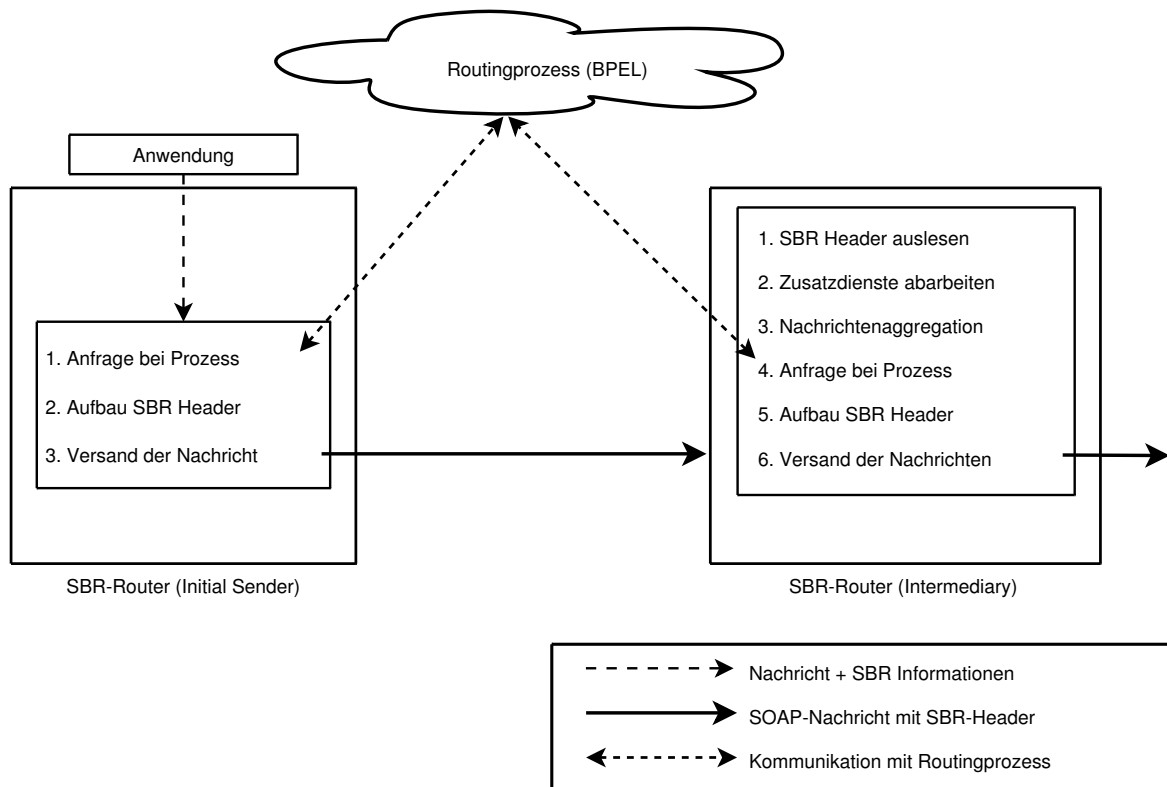 Routingprozess (BPEL)
Anwendung
1. Anfrage bei Prozess
2. Aufbau SBR Header
3. Versand der Nachricht
SBR-Router (Initial Sender)
1. SBR Header auslesen
2. Zusatzdienste abarbeiten
3. Nachrichtenaggregation
4. Anfrage bei Prozess
5. Aufbau SBR Header
6. Versand der Nachrichten
SBR-Router (Intermediary)
Nachricht + SBR Informationen
SOAP-Nachricht mit SBR-Header
Kommunikation mit Routingprozess